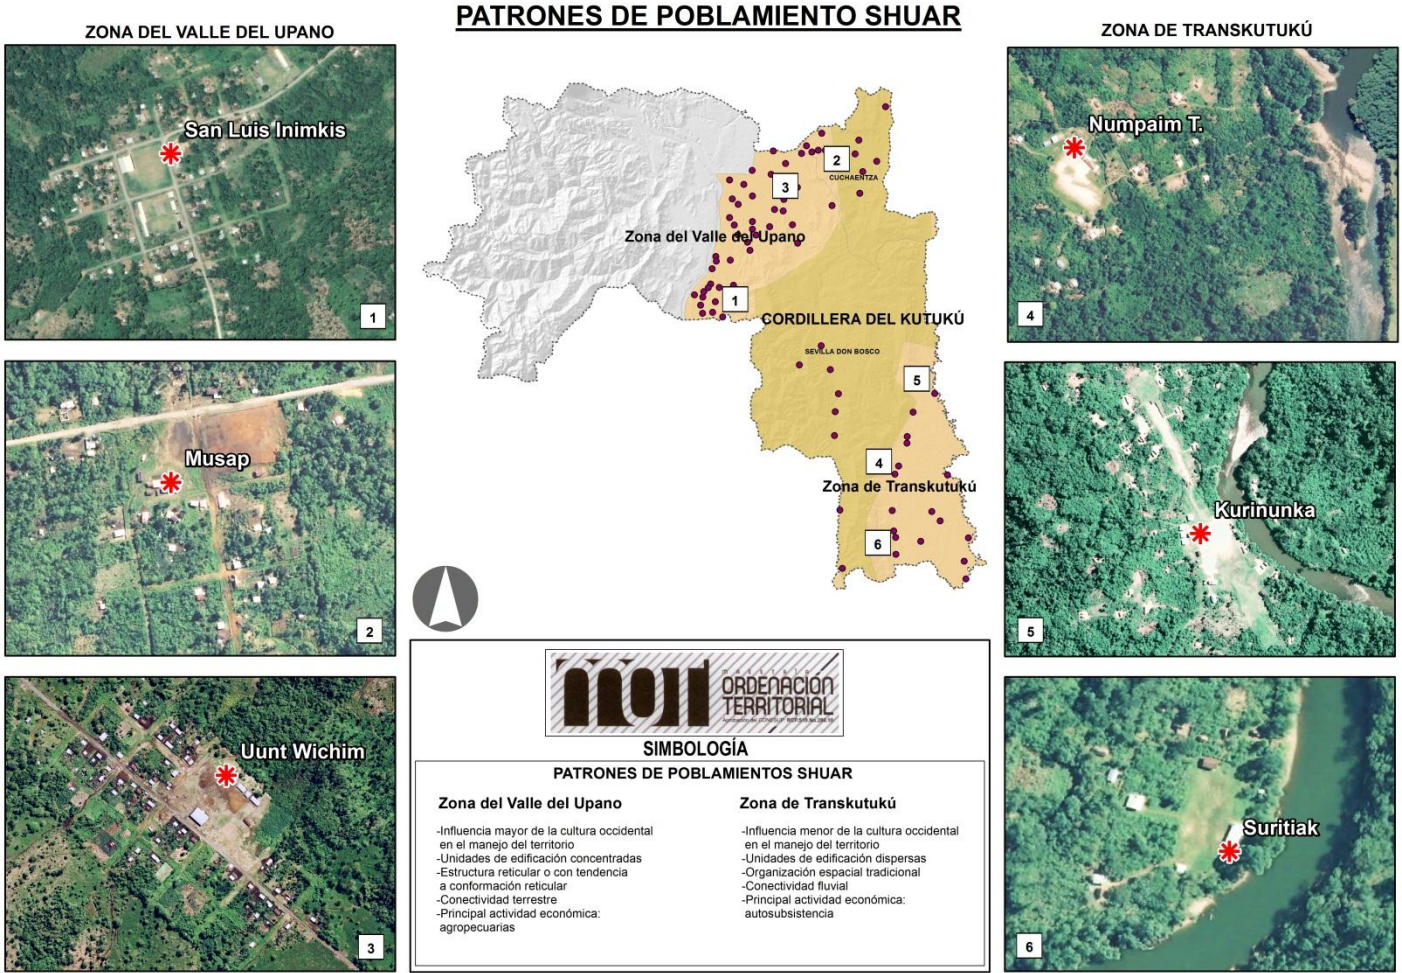 PATRONES DE POBLAMIENTO SHUAR
ZONA DEL VALLE DEL UPANO
San Luis Inimkis
1
Musap
2
Uunt Wichim
3
2
CUCHAENTZA
3
Zona del Valle del Upano
1
CORDILLERA DEL KUTUKÚ
SEVILLA DON BOSCO
5
4
Zona de Transkutukú
6
ZONA DE TRANSKUTUKÚ
Numpaim T.
4
Kurinunka
5
Suritiak
6
mot
maestría
ORDENACIÓN
TERRITORIAL
SIMBOLOGÍA
PATRONES DE POBLAMIENTOS SHUAR
Zona del Valle del Upano
-Influencia mayor de la cultura occidental
en el manejo del territorio
-Unidades de edificación concentradas
-Estructura reticular o con tendencia
a conformación reticular
-Conectividad terrestre
-Principal actividad económica:
agropecuarias
Zona de Transkutukú
-Influencia menor de la cultura occidental
en el manejo del territorio
-Unidades de edificación dispersas
-Organización espacial tradicional
-Conectividad fluvial
-Principal actividad económica:
autosubsistencia